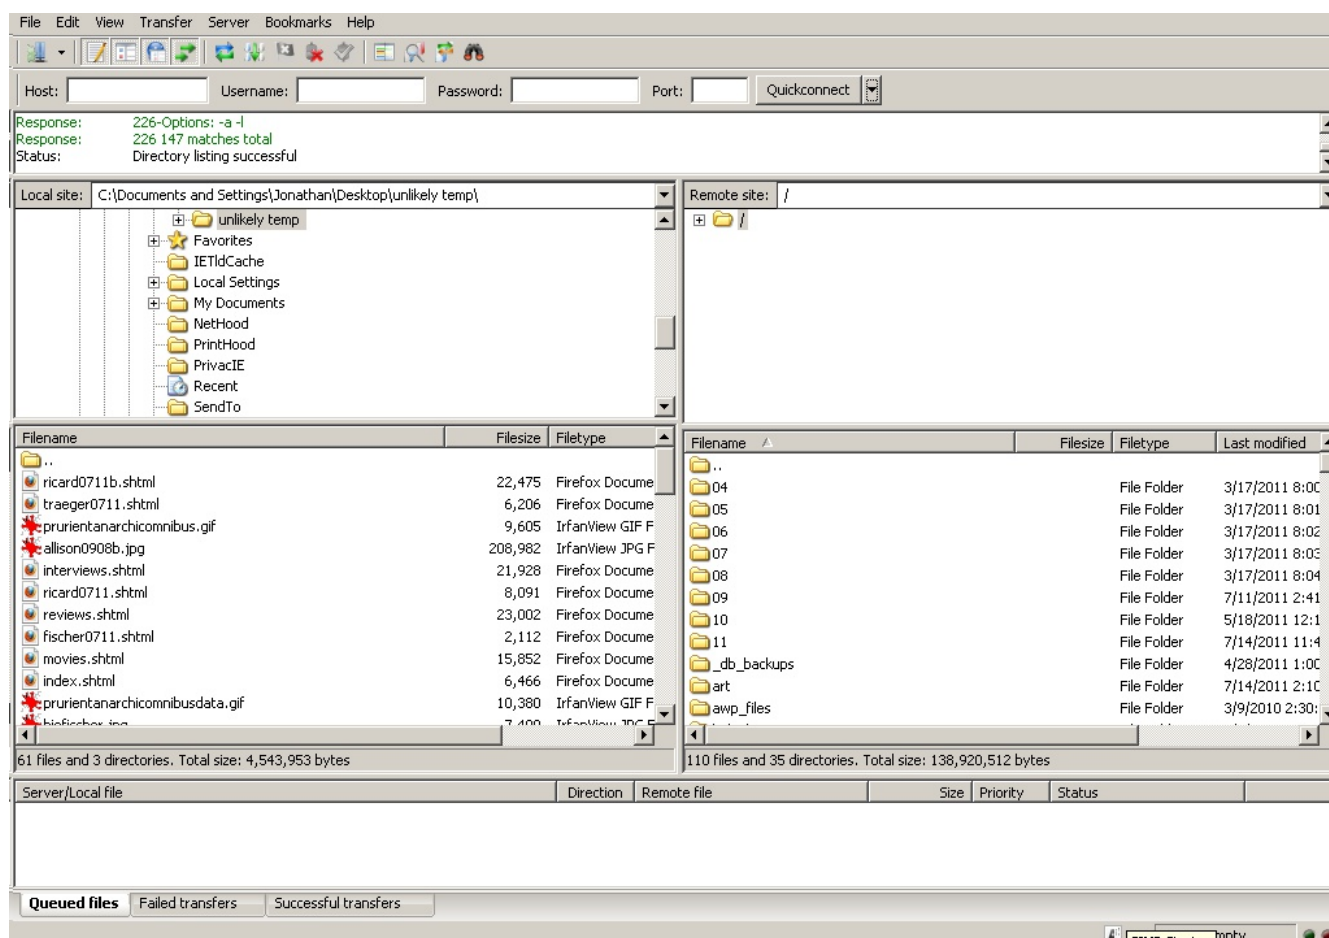 File Edit View Transfer Server Bookmarks Help
Host: Username: Password: Port: Quickconnect
Response: 226-Options: -a -l
Response: 226 147 matches total
Status: Directory listing successful
Local site: C:\Documents and Settings\Jonathan\Desktop\unlikely temp\
unlikely temp
Favorites
IETldCache
Local Settings
My Documents
NetHood
PrintHood
PrivacIE
Recent
SendTo
Remote site: /
/
Filename Filesize Filetype
..
ricard0711b.shtml 22,475 Firefox Docume
traeger0711.shtml 6,206 Firefox Docume
prurientanarchicomnibus.gif 9,605 IrfanView GIF F
allison0908b.jpg 208,982 IrfanView JPG F
interviews.shtml 21,928 Firefox Docume
ricard0711.shtml 8,091 Firefox Docume
reviews.shtml 23,002 Firefox Docume
fischer0711.shtml 2,112 Firefox Docume
movies.shtml 15,852 Firefox Docume
index.shtml 6,466 Firefox Docume
prurientanarchicomnibusdata.gif 10,380 IrfanView GIF F
61 files and 3 directories. Total size: 4,543,953 bytes
Filename Filesize Filetype Last modified
..
04 File Folder 3/17/2011 8:00
05 File Folder 3/17/2011 8:01
06 File Folder 3/17/2011 8:02
07 File Folder 3/17/2011 8:03
08 File Folder 3/17/2011 8:04
09 File Folder 7/11/2011 2:41
10 File Folder 5/18/2011 12:1
11 File Folder 7/14/2011 11:4
_db_backups File Folder 4/28/2011 1:00
art File Folder 7/14/2011 2:10
awp_files File Folder 3/9/2010 2:30:
110 files and 35 directories. Total size: 138,920,512 bytes
Server/Local file Direction Remote file Size Priority Status
Queued files Failed transfers Successful transfers